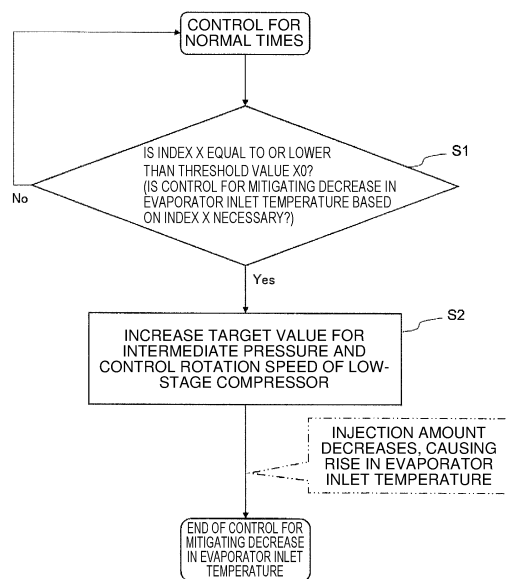 CONTROL FOR
NORMAL TIMES
IS INDEX X EQUAL TO OR LOWER
THAN THRESHOLD VALUE X0?
(IS CONTROL FOR MITIGATING DECREASE IN
EVAPORATOR INLET TEMPERATURE BASED
ON INDEX X NECESSARY?)
S1
No
Yes
S2
INCREASE TARGET VALUE FOR
INTERMEDIATE PRESSURE AND
CONTROL ROTATION SPEED OF LOW-
STAGE COMPRESSOR
INJECTION AMOUNT
DECREASES, CAUSING
RISE IN EVAPORATOR
INLET TEMPERATURE
END OF CONTROL FOR
MITIGATING DECREASE
IN EVAPORATOR INLET
TEMPERATURE